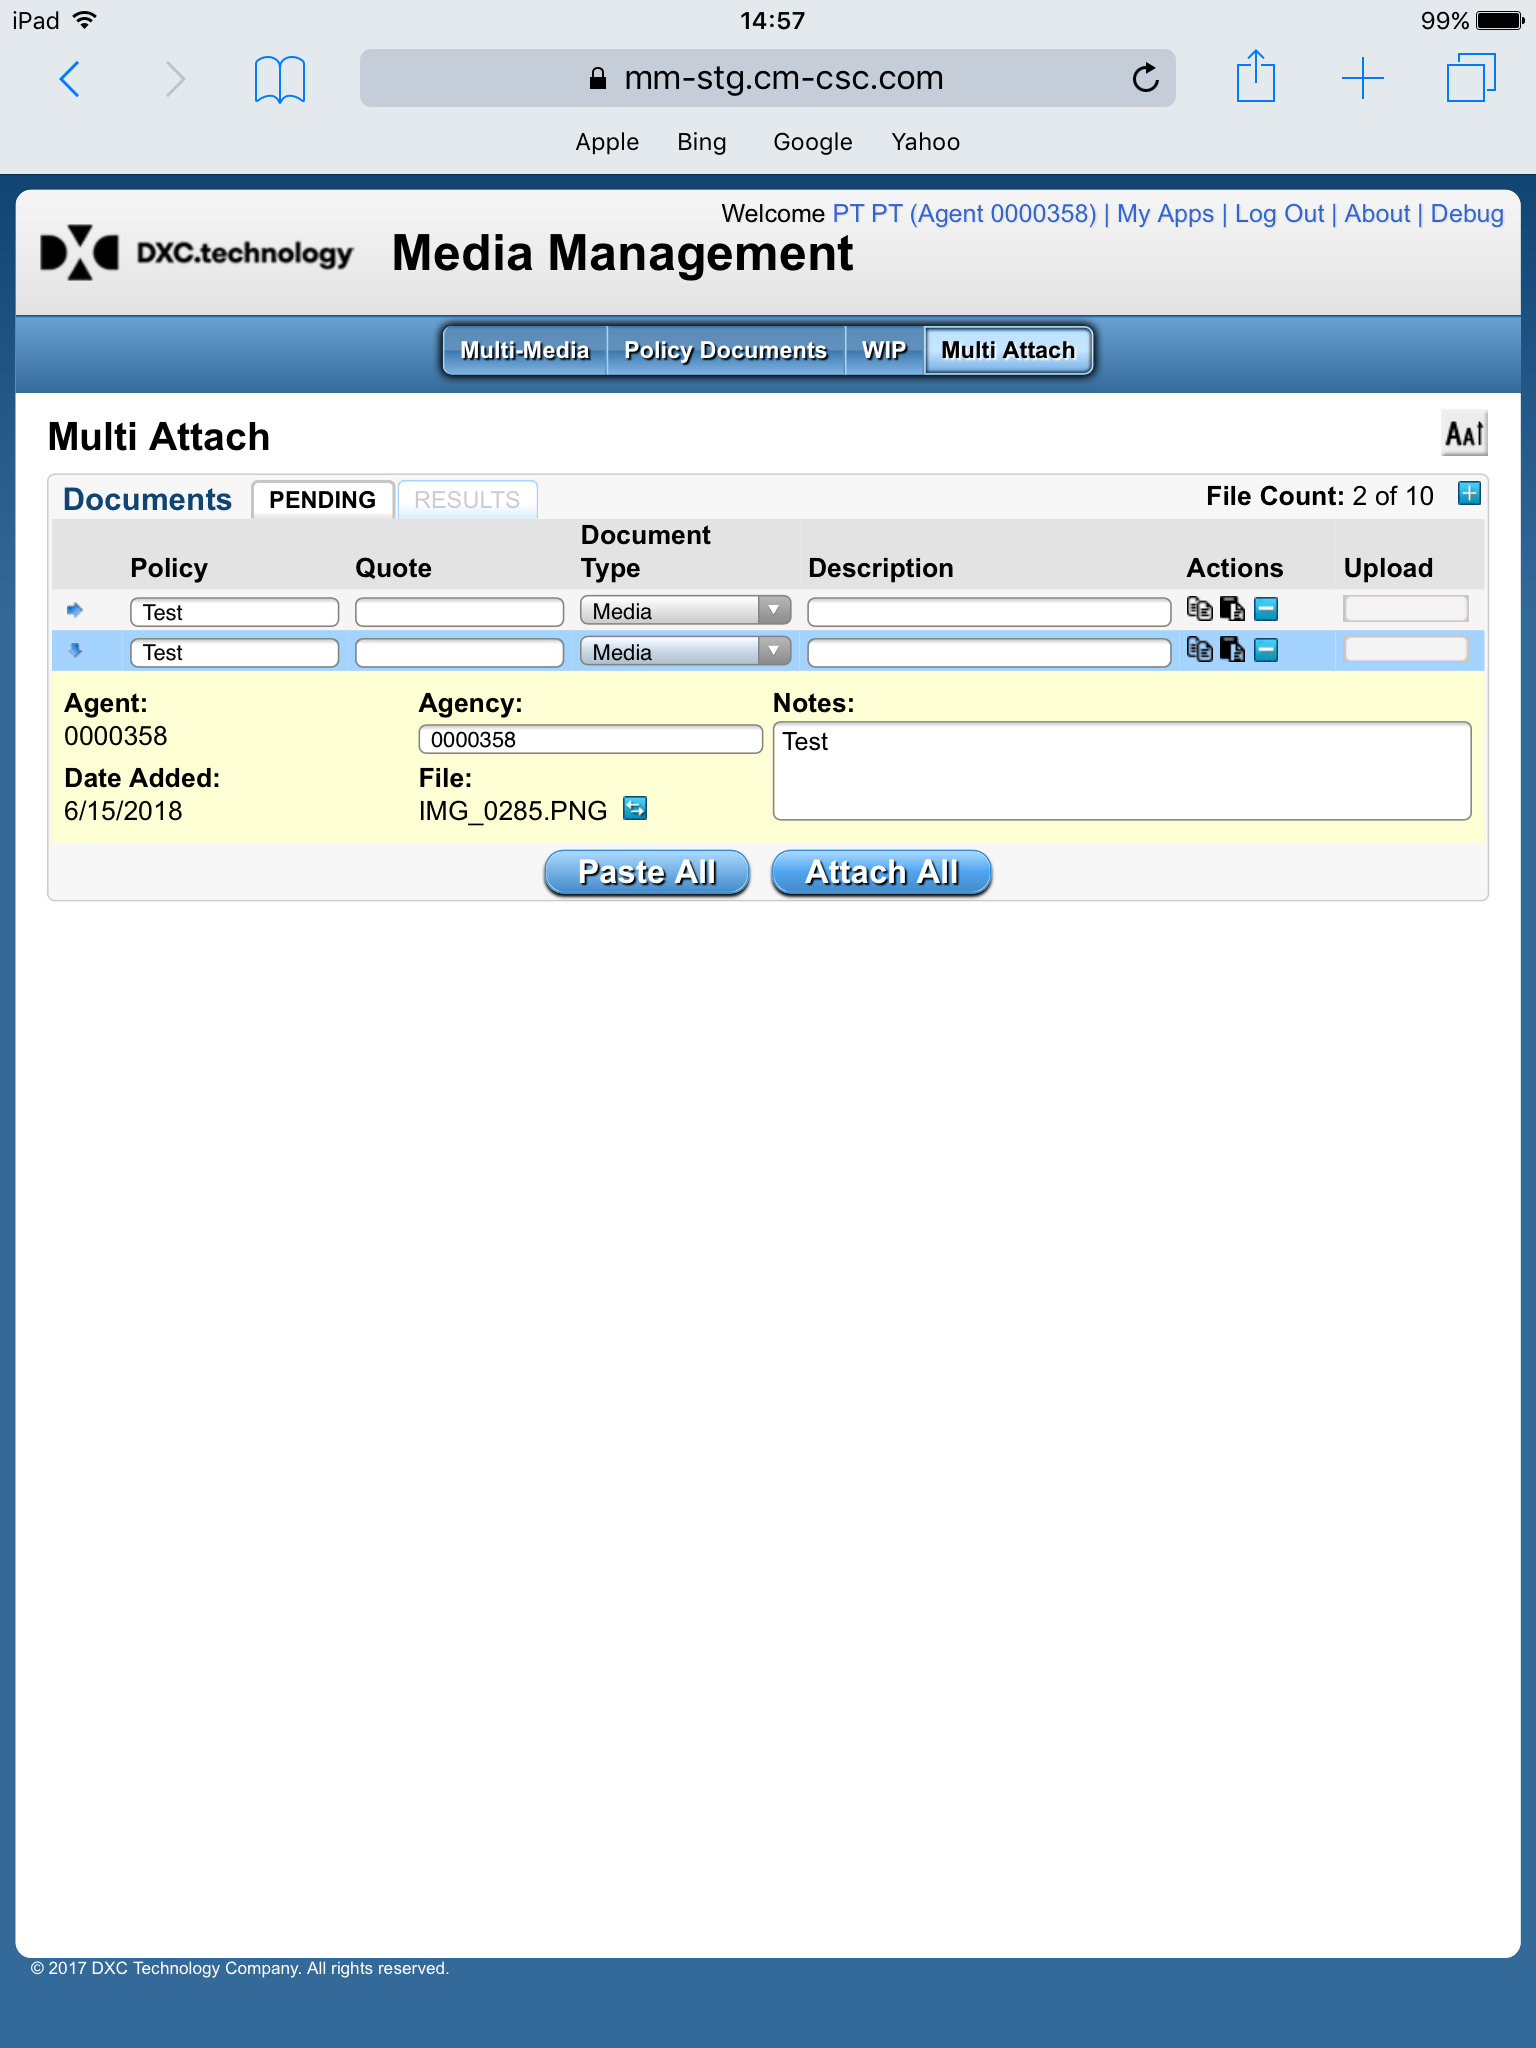 iPad 14:57 99%
mm-stg.cm-csc.com
Apple Bing Google Yahoo
Welcome PT PT (Agent 0000358) | My Apps | Log Out | About | Debug
DXC.technology Media Management
Multi-Media Policy Documents WIP Multi Attach
Multi Attach AA
Documents PENDING RESULTS File Count: 2 of 10
Policy Quote Document Type Description Actions Upload
Test Media
Test Media
Agent: Agency: Notes:
0000358 0000358 Test
Date Added: File:
6/15/2018 IMG_0285.PNG
Paste All Attach All
© 2017 DXC Technology Company. All rights reserved.